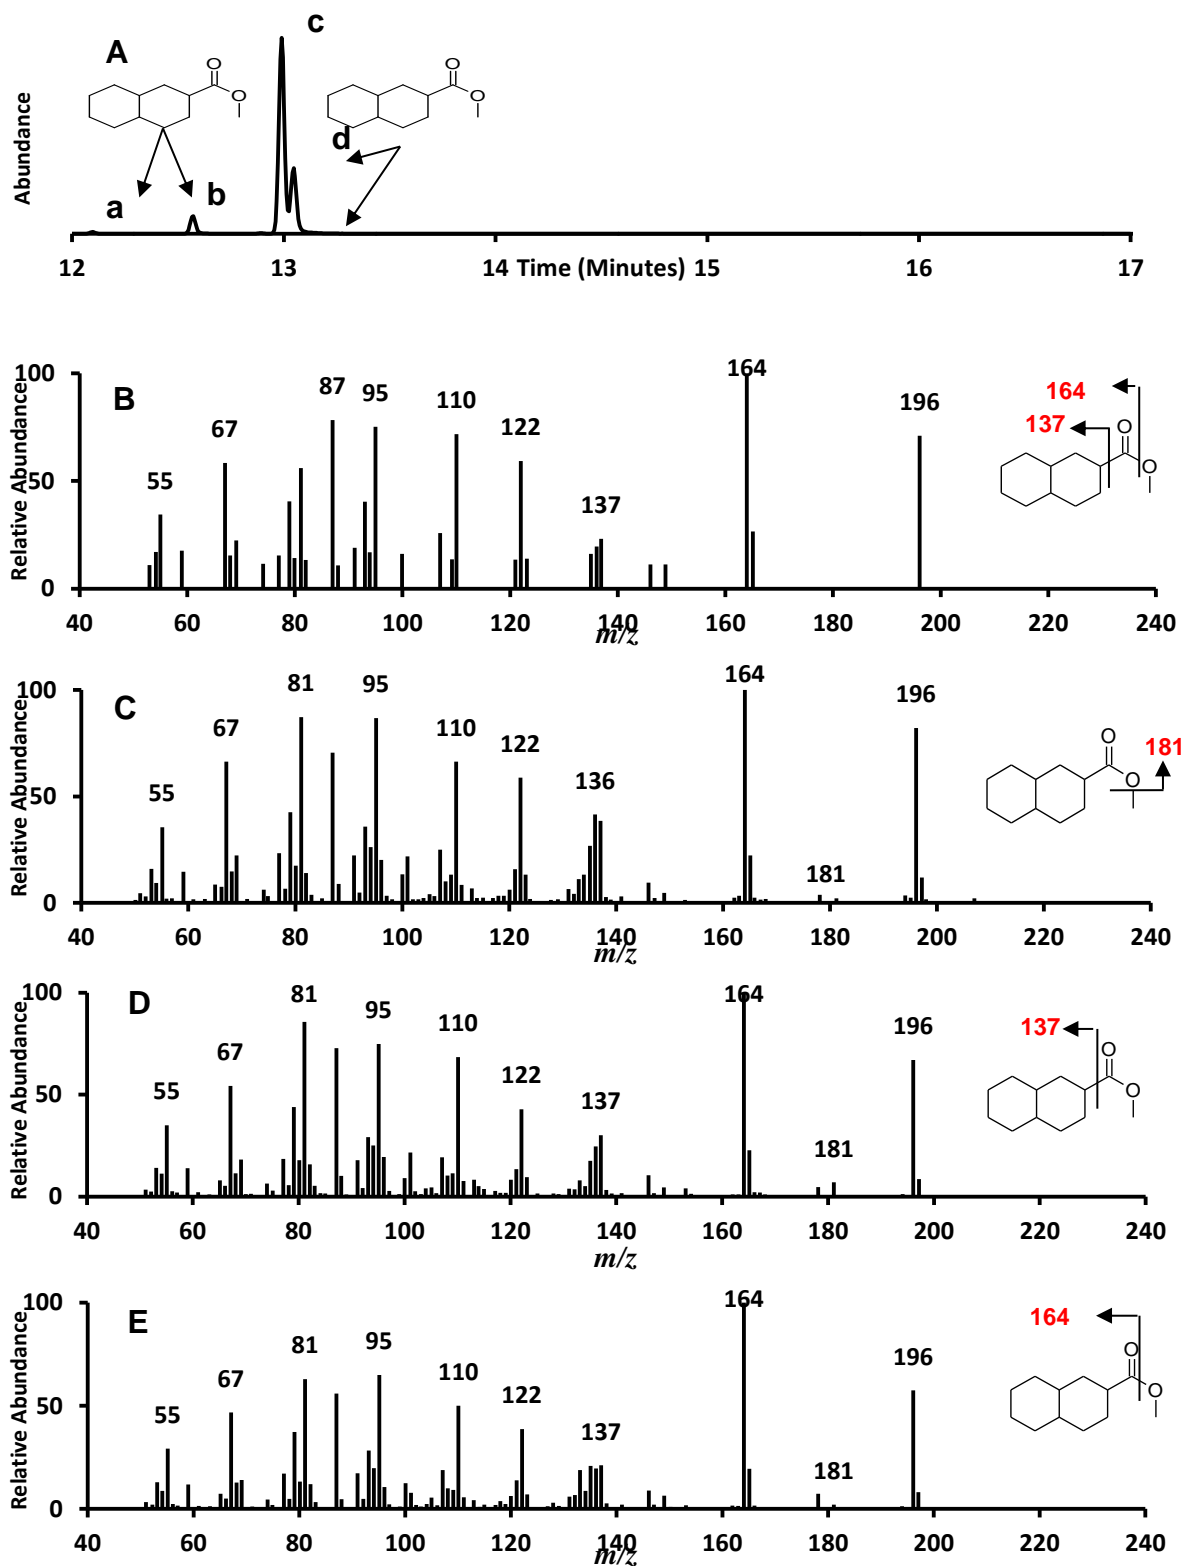 A
c
O
O
O
O
d
a
b
Abundance
12 13 14 Time (Minutes) 15 16 17
B
Relative Abundance
100
50
0
55 67 87 95 110 122 137 164 196
164
137
O
O
40 60 80 100 120 140 160 180 200 220 240
m/z
C
Relative Abundance
100
50
0
55 67 81 95 110 122 136 164 181 196
O
O
181
40 60 80 100 120 140 160 180 200 220 240
m/z
D
Relative Abundance
100
50
0
55 67 81 95 110 122 137 164 181 196
137
O
O
40 60 80 100 120 140 160 180 200 220 240
m/z
E
Relative Abundance
100
50
0
55 67 81 95 110 122 137 164 181 196
164
O
O
40 60 80 100 120 140 160 180 200 220 240
m/z